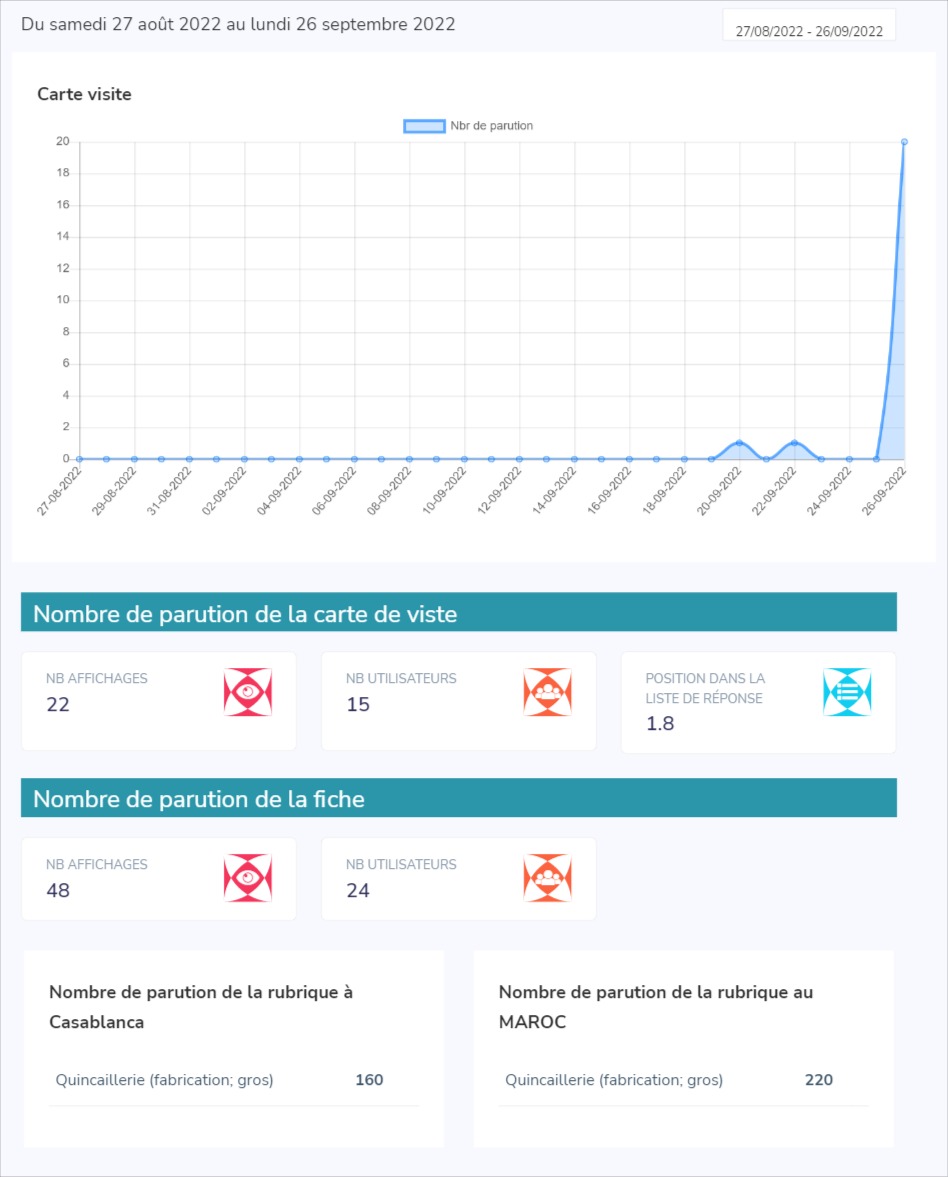 Du samedi 27 août 2022 au lundi 26 septembre 2022
27/08/2022 - 26/09/2022
Carte visite
Nbr de parution
20
18
16
14
12
10
8
6
4
2
0
27-08-2022
29-08-2022
31-08-2022
02-09-2022
04-09-2022
06-09-2022
08-09-2022
10-09-2022
12-09-2022
14-09-2022
16-09-2022
18-09-2022
20-09-2022
22-09-2022
24-09-2022
26-09-2022
Nombre de parution de la carte de viste
NB AFFICHAGES
22
NB UTILISATEURS
15
POSITION DANS LA
LISTE DE RÉPONSE
1.8
Nombre de parution de la fiche
NB AFFICHAGES
48
NB UTILISATEURS
24
Nombre de parution de la rubrique à
Casablanca
Quincaillerie (fabrication; gros) 160
Nombre de parution de la rubrique au
MAROC
Quincaillerie (fabrication; gros) 220